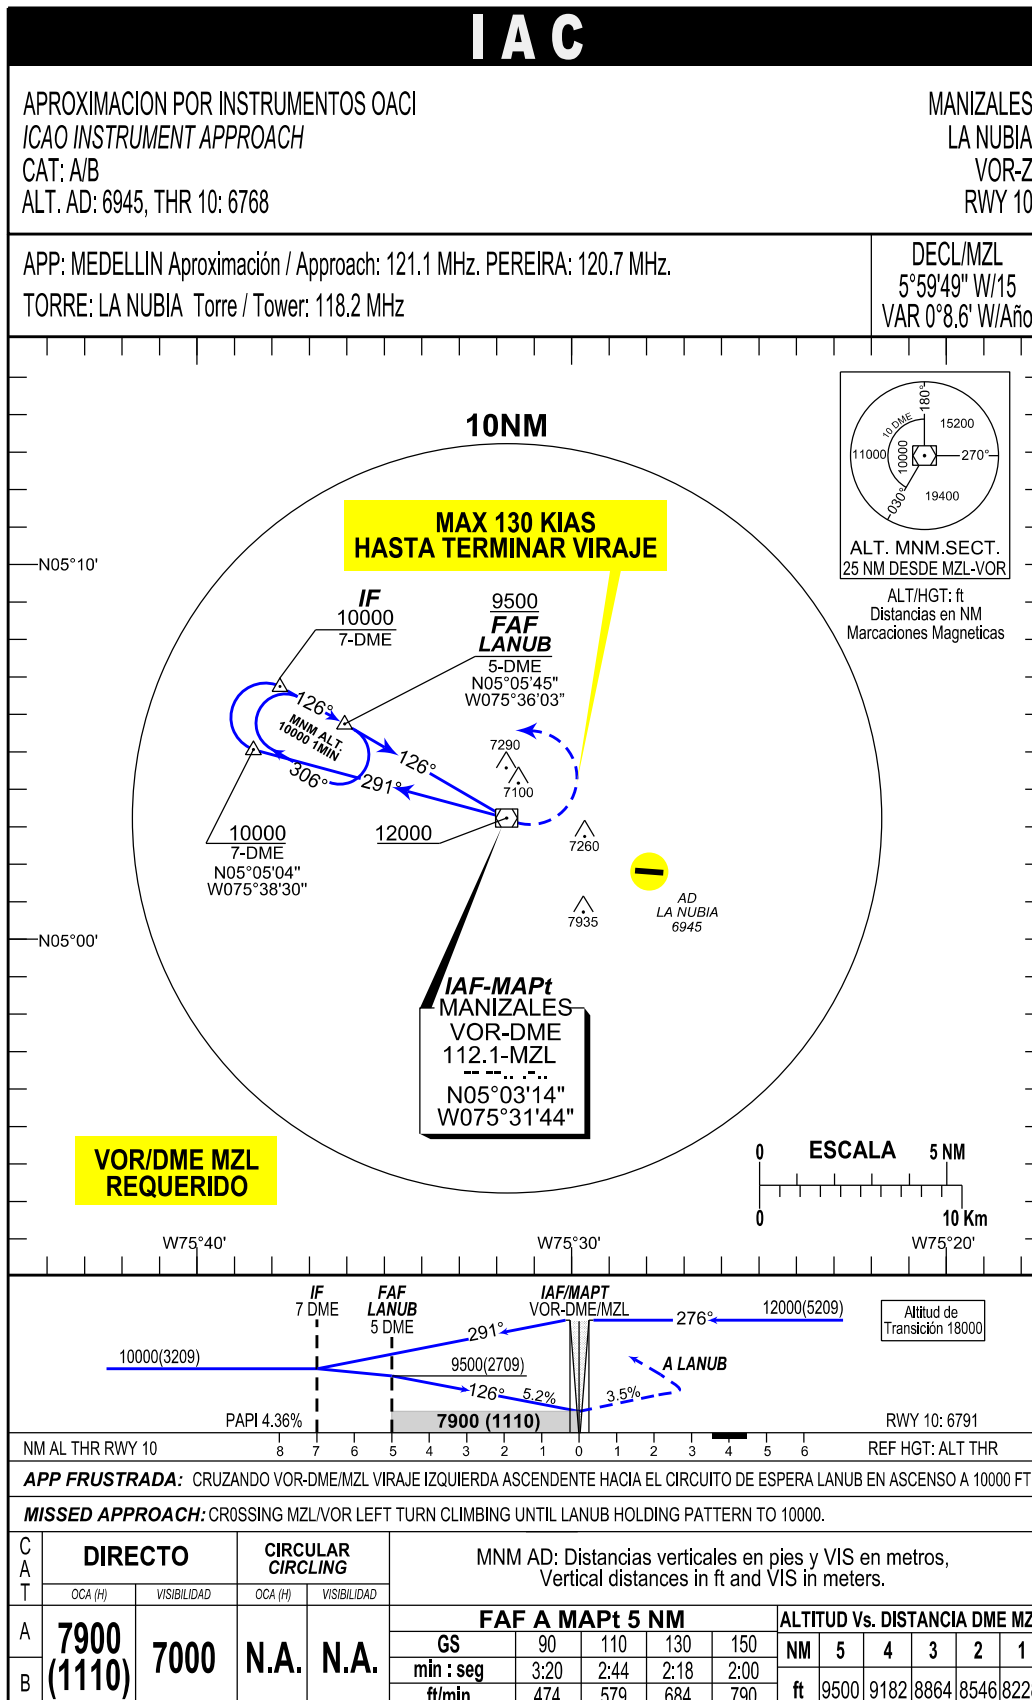 IAC
APROXIMACION POR INSTRUMENTOS OACI
ICAO INSTRUMENT APPROACH
CAT: A/B
ALT. AD: 6945, THR 10: 6768
MANIZALES
LA NUBIA
VOR-Z
RWY 10
APP: MEDELLIN Aproximación / Approach: 121.1 MHz. PEREIRA: 120.7 MHz.
TORRE: LA NUBIA Torre / Tower: 118.2 MHz
DECL/MZL
5°59'49" W/15
VAR 0°8.6' W/Año
10NM
MAX 130 KIAS
HASTA TERMINAR VIRAJE
180°
10 DME
15200
11000
10000
270°
030°
19400
ALT. MNM.SECT.
25 NM DESDE MZL-VOR
ALT/HGT: ft
Distancias en NM
Marcaciones Magneticas
N05°10'
IF
10000
7-DME
9500
FAF
LANUB
5-DME
N05°05'45"
W075°36'03"
126°
MNM ALT.
10000 1MIN
126°
306°
291°
7290
7100
10000
7-DME
N05°05'04"
W075°38'30"
12000
7260
7935
AD
LA NUBIA
6945
N05°00'
IAF-MAPt
MANIZALES
VOR-DME
112.1-MZL
-- --.. .-..
N05°03'14"
W075°31'44"
VOR/DME MZL
REQUERIDO
0 ESCALA 5 NM
0 10 Km
W75°40' W75°30' W75°20'
IF
7 DME
FAF
LANUB
5 DME
IAF/MAPT
VOR-DME/MZL
276°
12000(5209)
Altitud de
Transición 18000
291°
10000(3209)
9500(2709)
A LANUB
126°
5.2%
3.5%
PAPI 4.36%
7900 (1110)
RWY 10: 6791
NM AL THR RWY 10
8 7 6 5 4 3 2 1 0 1 2 3 4 5 6
REF HGT: ALT THR
APP FRUSTRADA: CRUZANDO VOR-DME/MZL VIRAJE IZQUIERDA ASCENDENTE HACIA EL CIRCUITO DE ESPERA LANUB EN ASCENSO A 10000 FT
MISSED APPROACH: CR0SSING MZL/VOR LEFT TURN CLIMBING UNTIL LANUB HOLDING PATTERN TO 10000.
CAT
DIRECTO
CIRCULAR
CIRCLING
OCA (H) VISIBILIDAD OCA (H) VISIBILIDAD
MNM AD: Distancias verticales en pies y VIS en metros,
Vertical distances in ft and VIS in meters.
A
B
7900
(1110)
7000
N.A.
N.A.
FAF A MAPt 5 NM
GS 90 110 130 150
min : seg 3:20 2:44 2:18 2:00
ft/min 474 579 684 790
ALTITUD Vs. DISTANCIA DME MZ
NM 5 4 3 2 1
ft 9500 9182 8864 8546 822